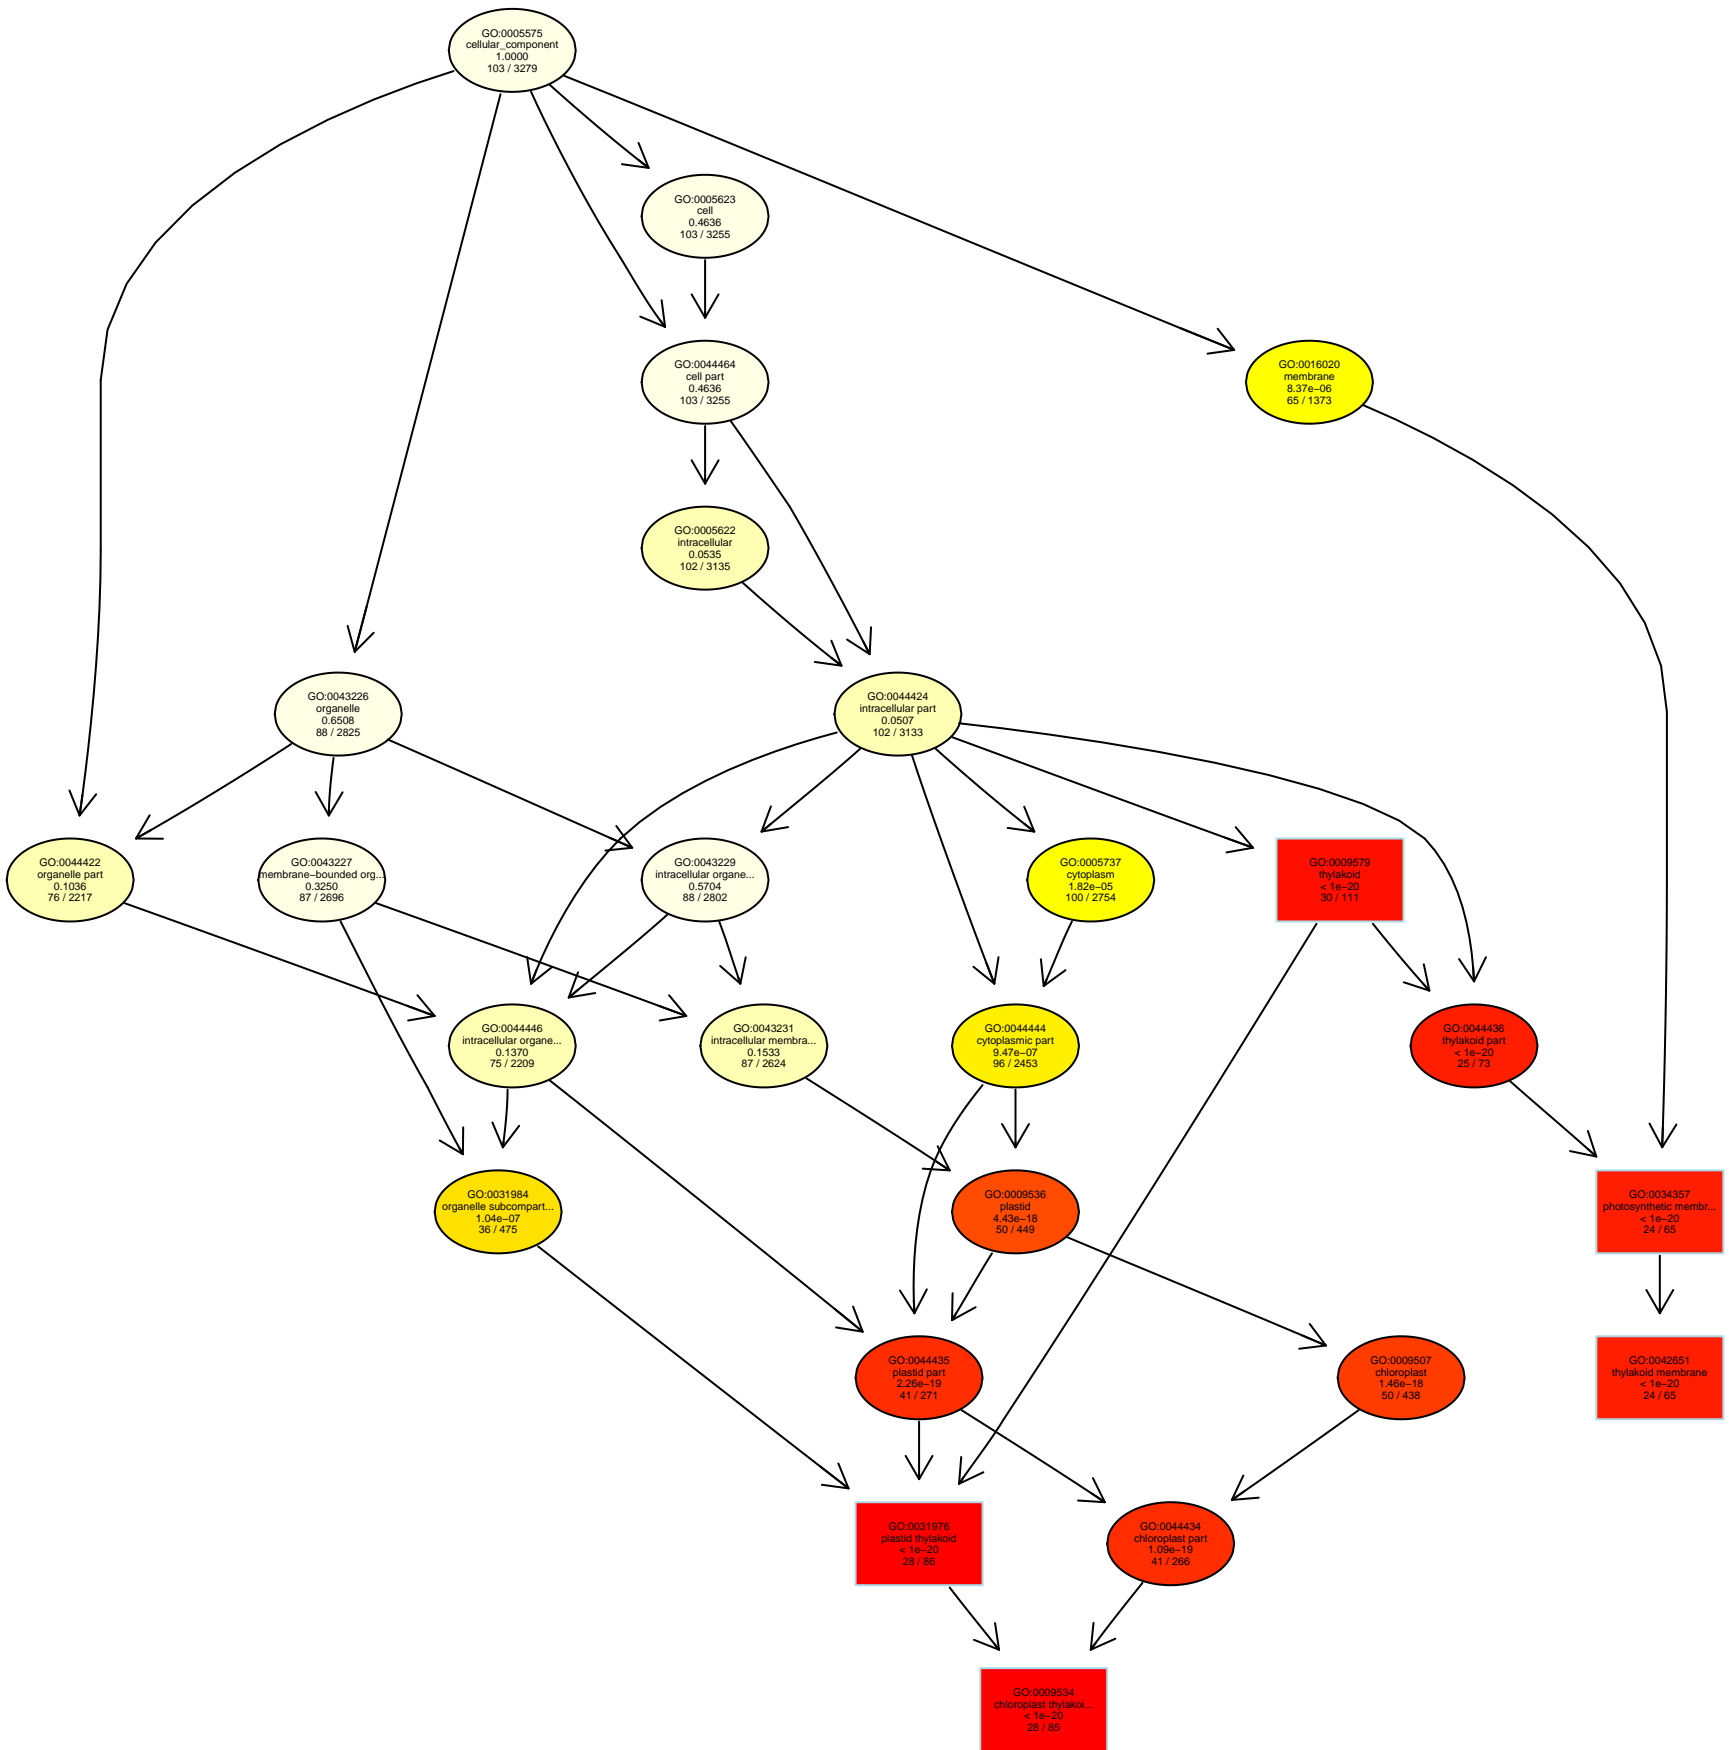 GO:0005575
cellular_component
1.0000
103 / 3279
GO:0005623
cell
0.4636
103 / 3255
GO:0044464
cell part
0.4636
103 / 3255
GO:0016020
membrane
8.37e−06
65 / 1373
GO:0005622
intracellular
0.0535
102 / 3135
GO:0043226
organelle
0.6508
88 / 2825
GO:0044424
intracellular part
0.0507
102 / 3133
GO:0044422
organelle part
0.1036
76 / 2217
GO:0043227
membrane−bounded org...
0.3250
87 / 2696
GO:0043229
intracellular organe...
0.5704
88 / 2802
GO:0005737
cytoplasm
1.82e−05
100 / 2754
GO:0009579
thylakoid
< 1e−20
30 / 111
GO:0044446
intracellular organe...
0.1370
75 / 2209
GO:0043231
intracellular membra...
0.1533
87 / 2624
GO:0044444
cytoplasmic part
9.47e−07
96 / 2453
GO:0044436
thylakoid part
< 1e−20
25 / 73
GO:0031984
organelle subcompart...
1.04e−07
36 / 475
GO:0009536
plastid
4.43e−18
50 / 449
GO:0034357
photosynthetic membr...
< 1e−20
24 / 65
GO:0044435
plastid part
2.26e−19
41 / 271
GO:0009507
chloroplast
1.46e−18
50 / 438
GO:0042651
thylakoid membrane
< 1e−20
24 / 65
GO:0031976
plastid thylakoid
< 1e−20
28 / 86
GO:0044434
chloroplast part
1.09e−19
41 / 266
GO:0009534
chloroplast thylakoi...
< 1e−20
28 / 85